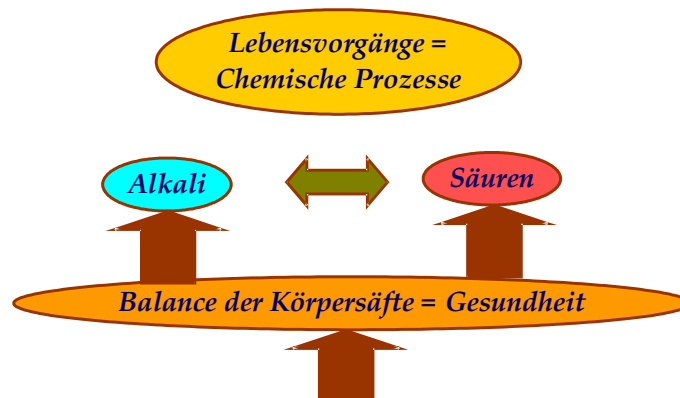 Lebensvorgänge =
Chemische Prozesse
Alkali
Säuren
Balance der Körpersäfte = Gesundheit